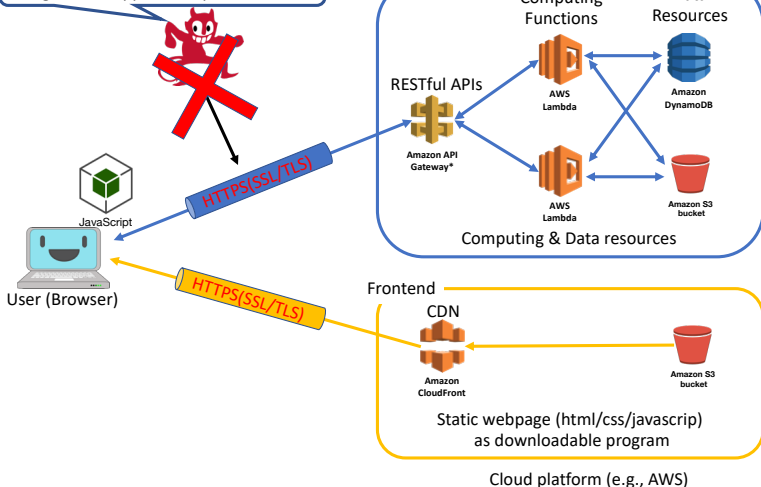 Computing
Functions
Resources
RESTful APIs
AWS
Lambda
Amazon
DynamoDB
Amazon API
Gateway*
HTTPS(SSL/TLS)
JavaScript
AWS
Lambda
Amazon S3
bucket
Computing & Data resources
User (Browser)
HTTPS(SSL/TLS)
Frontend
CDN
Amazon
CloudFront
Amazon S3
bucket
Static webpage (html/css/javascrip)
as downloadable program
Cloud platform (e.g., AWS)